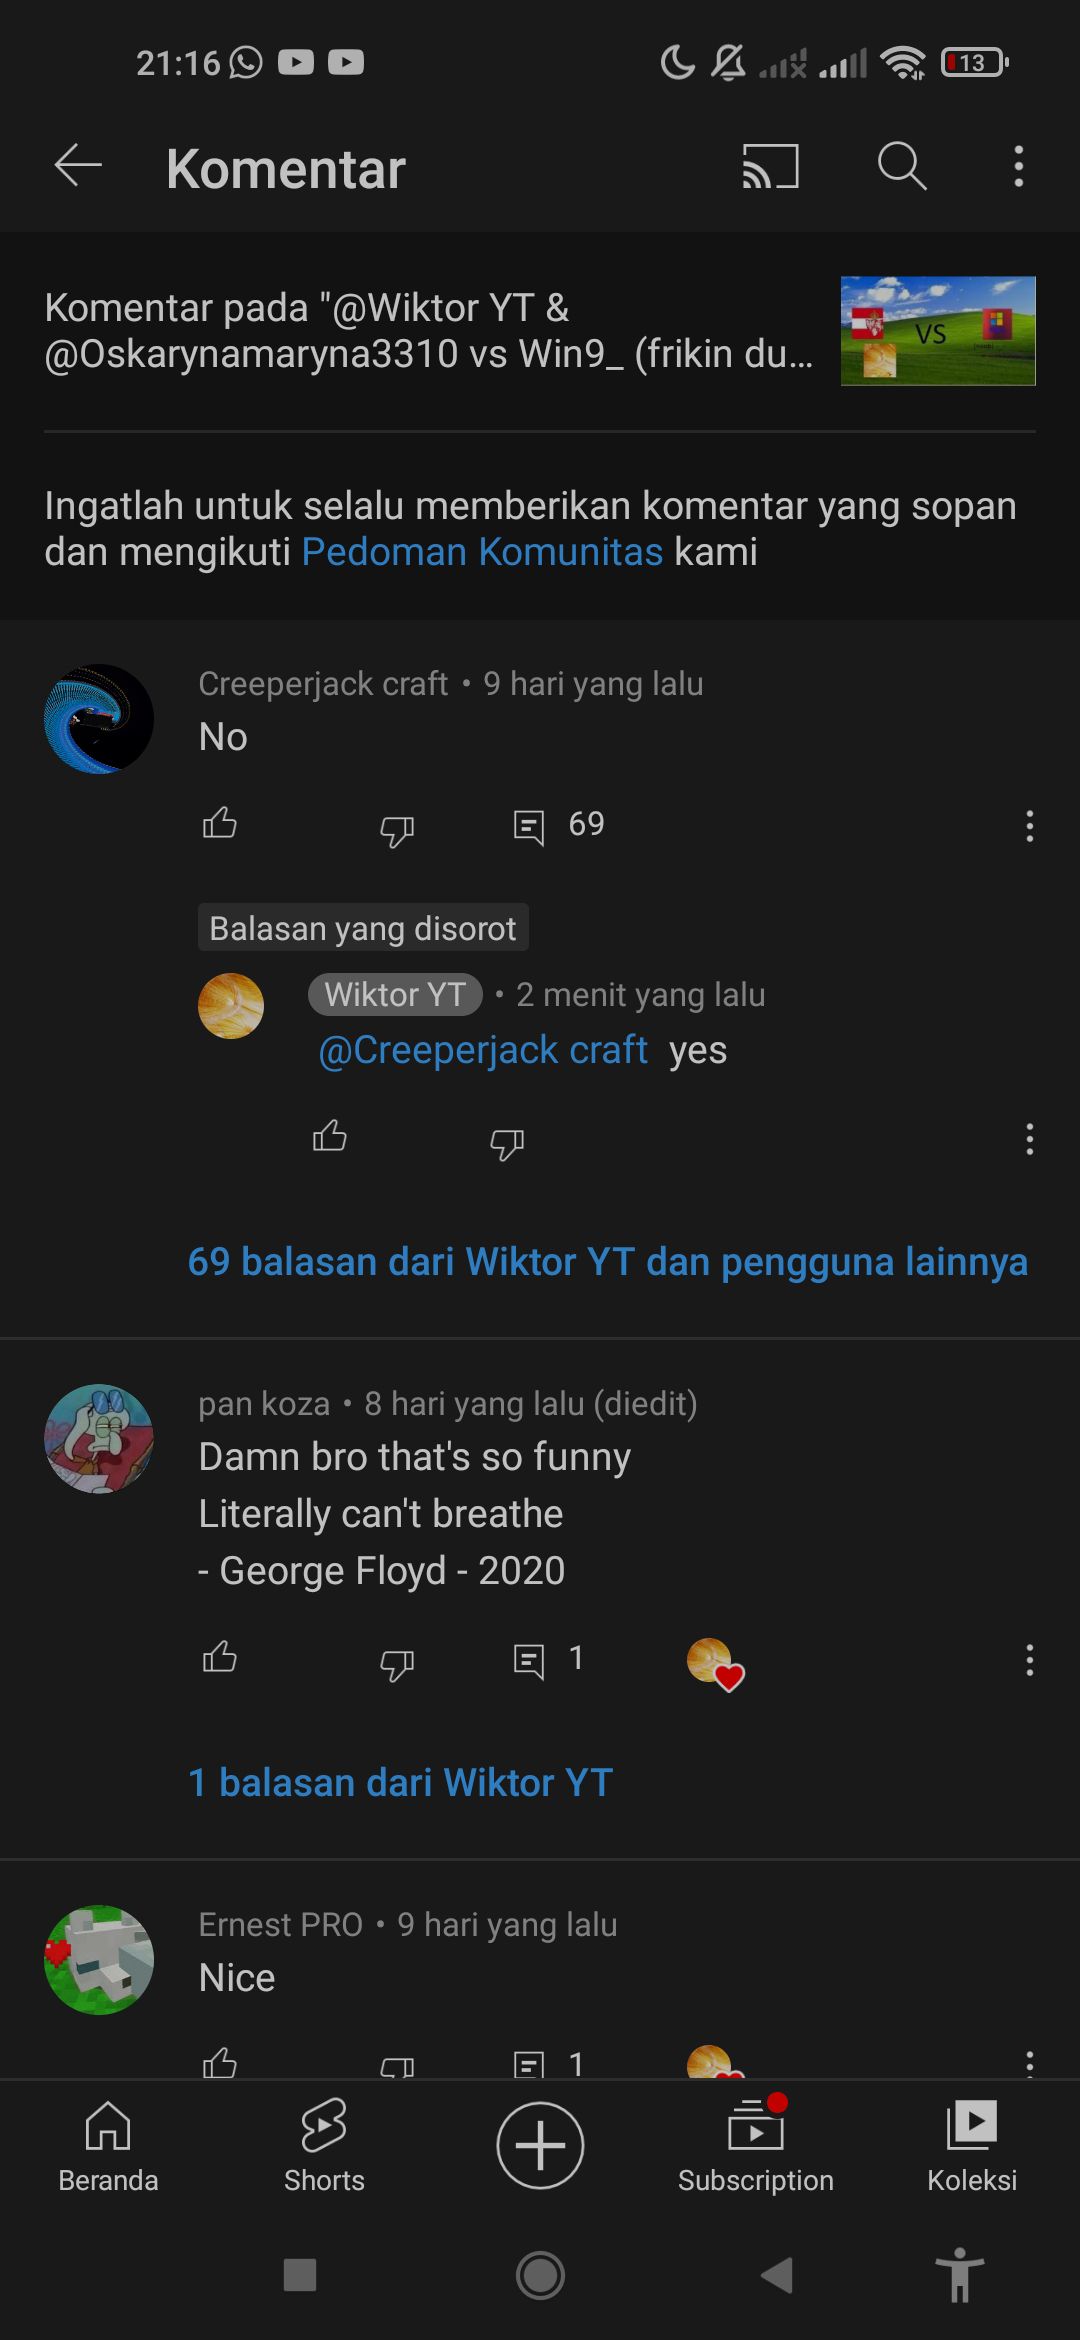 21:16
13
Komentar
Komentar pada "@Wiktor YT &
@Oskarynamaryna3310 vs Win9_ (frikin du...
VS
Ingatlah untuk selalu memberikan komentar yang sopan
dan mengikuti Pedoman Komunitas kami
Creeperjack craft • 9 hari yang lalu
No
69
Balasan yang disorot
Wiktor YT • 2 menit yang lalu
@Creeperjack craft yes
69 balasan dari Wiktor YT dan pengguna lainnya
pan koza • 8 hari yang lalu (diedit)
Damn bro that's so funny
Literally can't breathe
- George Floyd - 2020
1
1 balasan dari Wiktor YT
Ernest PRO • 9 hari yang lalu
Nice
1
Beranda
Shorts
Subscription
Koleksi